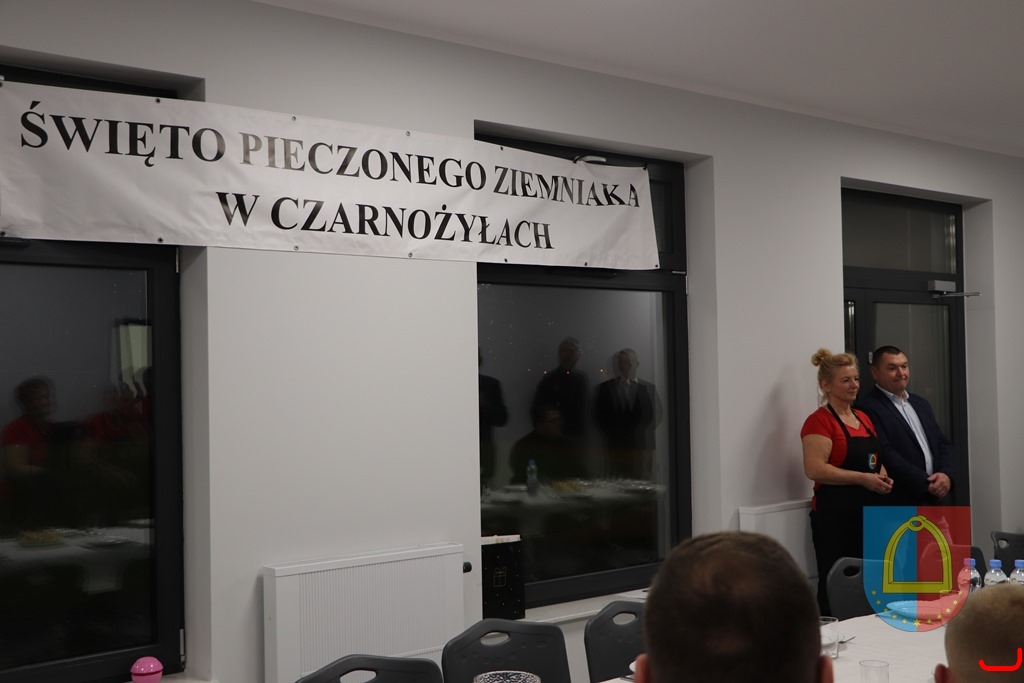 ŚWIĘTO PIECZONEGO ZIEMNIAKA
W CZARNOŻYŁACH